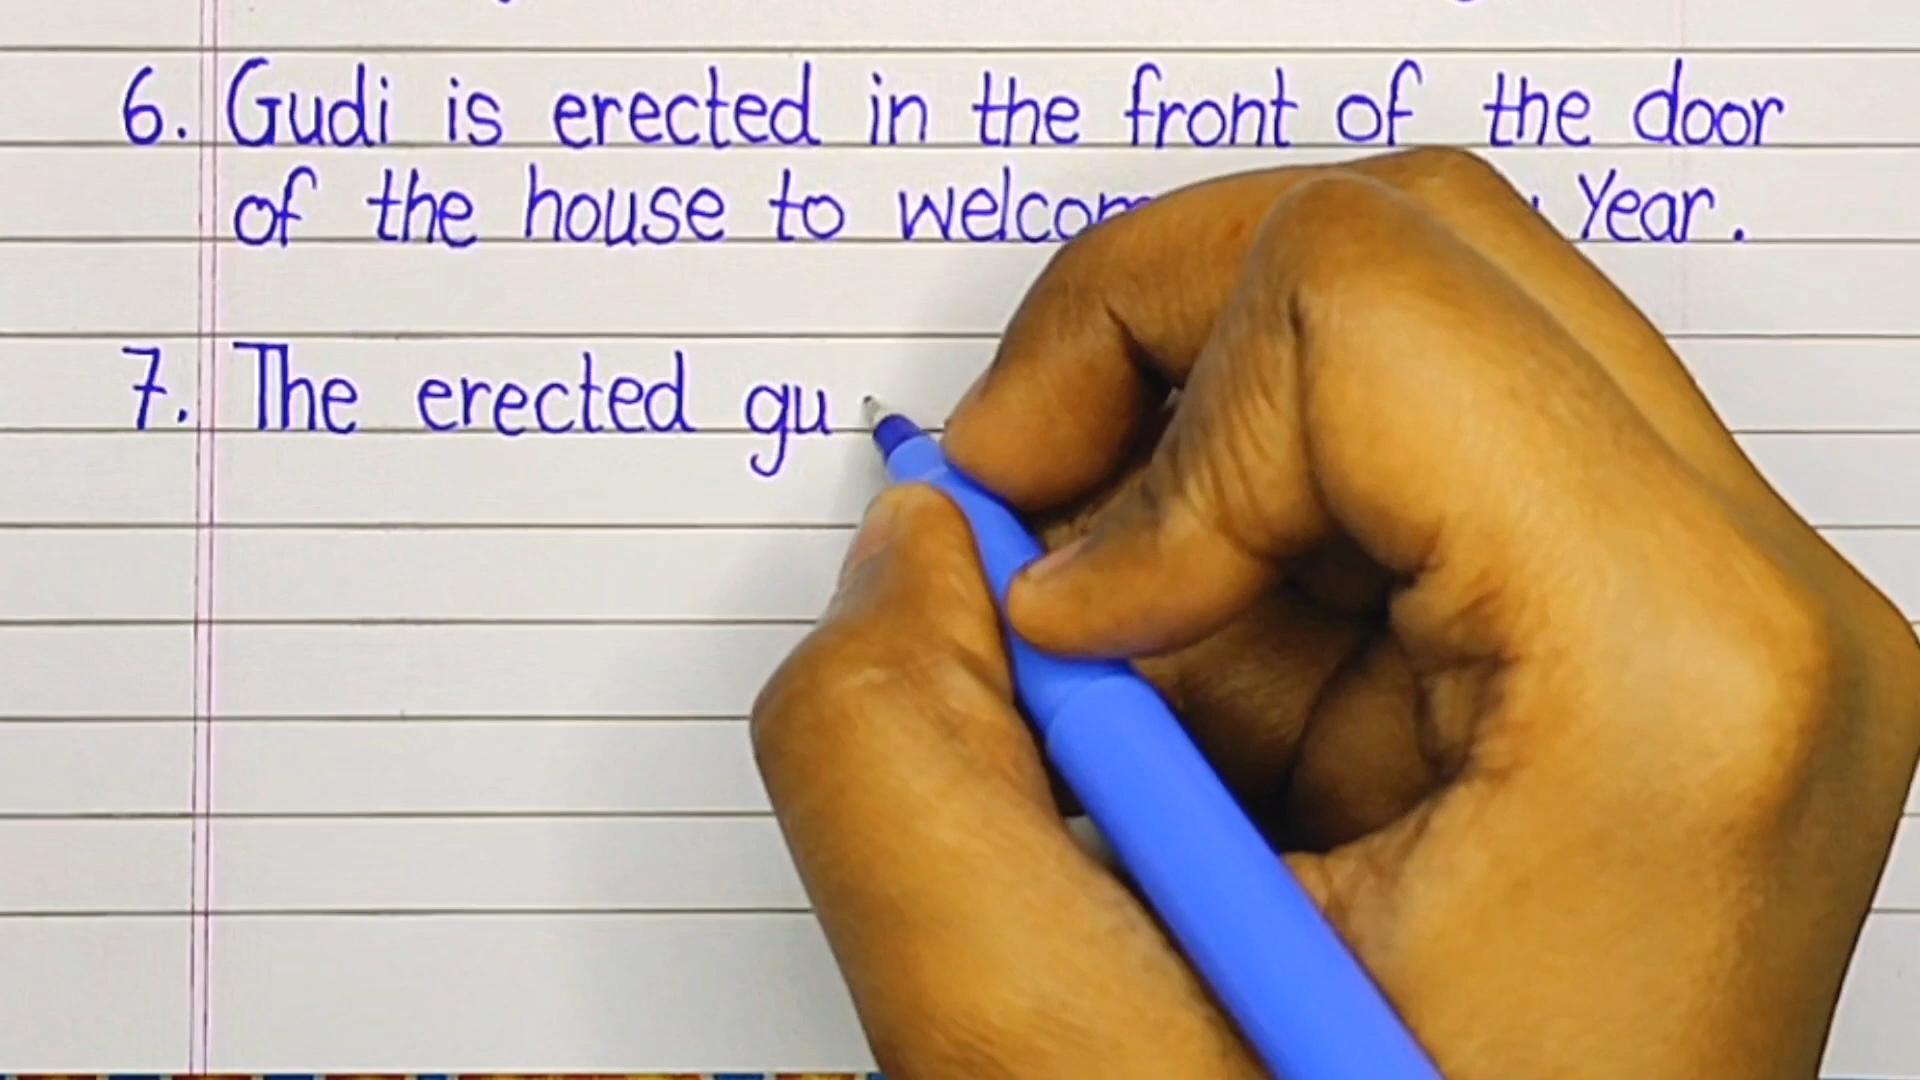 6. Gudi is erected in the front of the door
of the house to Year.
7. The erected gu